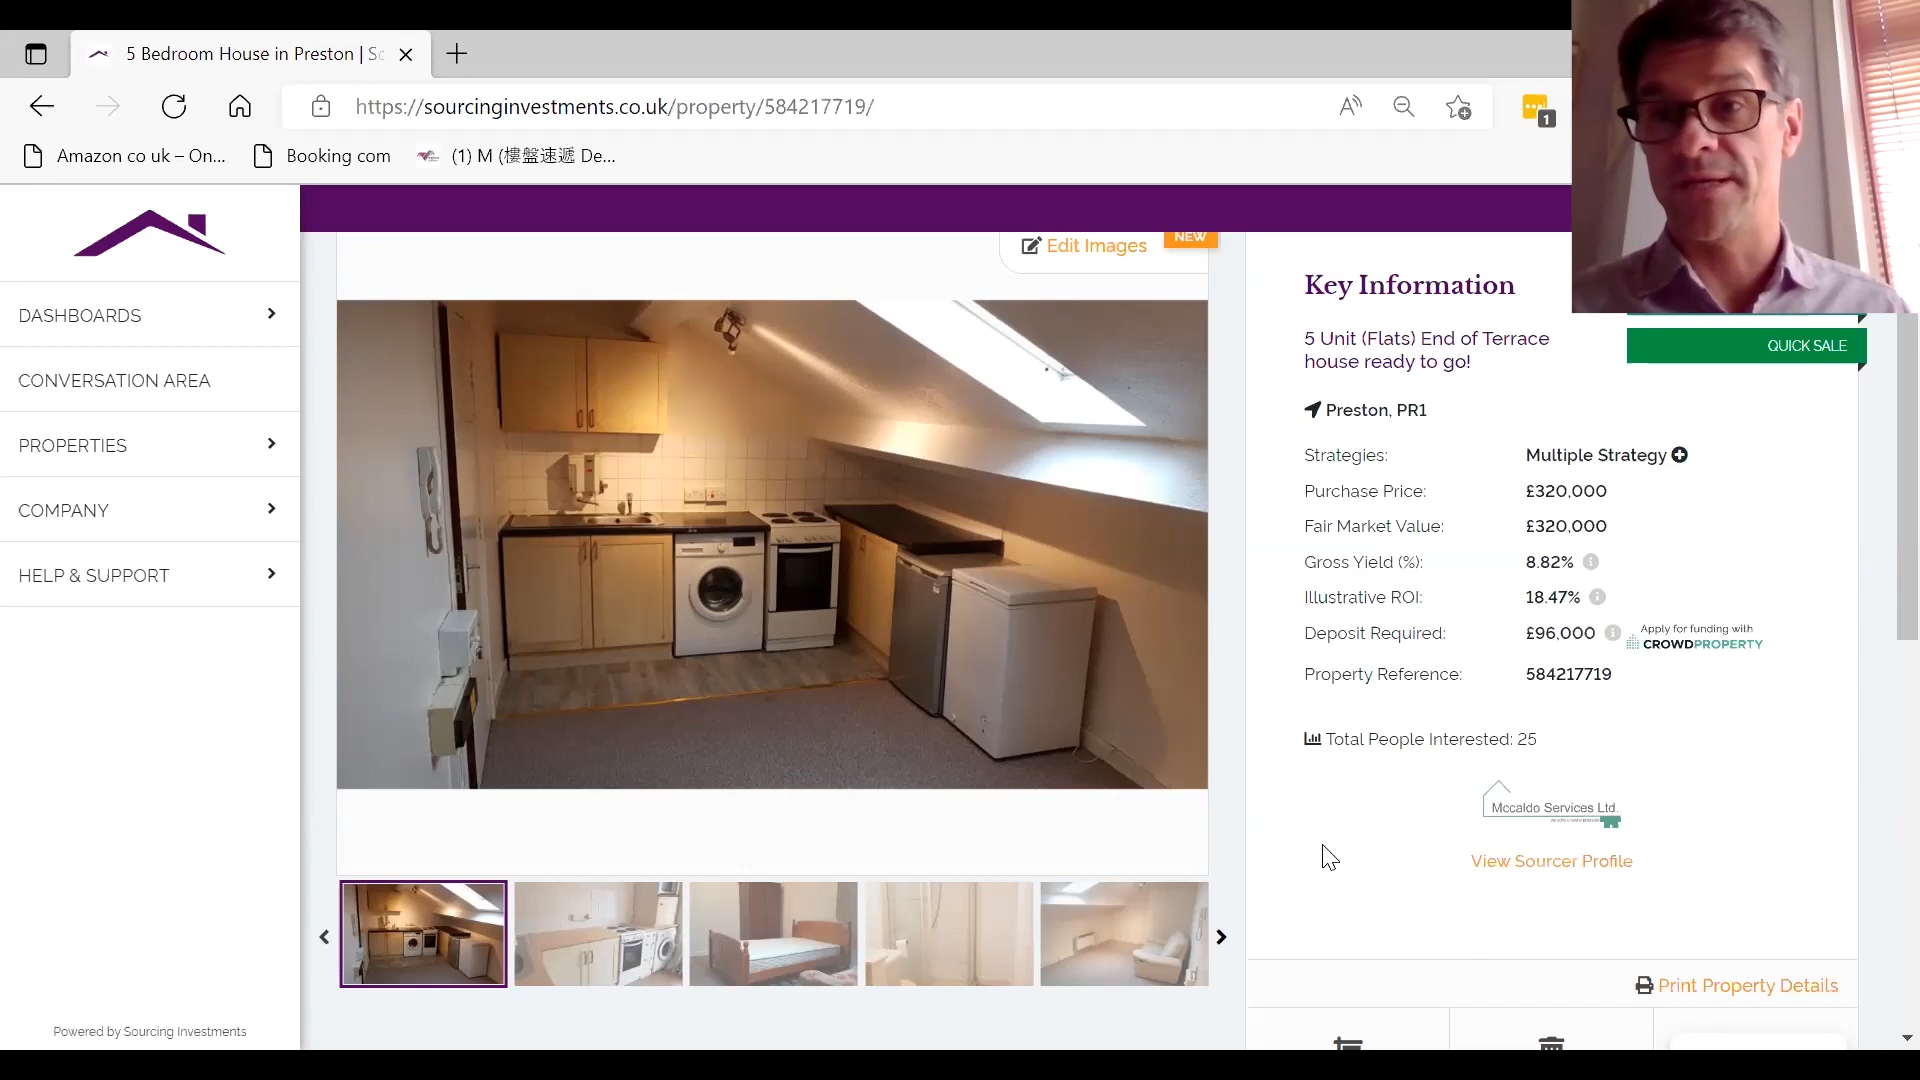 5 Bedroom House in Preston | Sc
https://sourcinginvestments.co.uk/property/584217719/
1
Amazon co uk – On...
Booking com
(1) M (樓盤速遞 De...
DASHBOARDS
CONVERSATION AREA
PROPERTIES
COMPANY
HELP & SUPPORT
Powered by Sourcing Investments
Edit Images
NEW
Key Information
5 Unit (Flats) End of Terrace
house ready to go!
QUICK SALE
Preston, PR1
Strategies: Multiple Strategy
Purchase Price: £320,000
Fair Market Value: £320,000
Gross Yield (%): 8.82%
Illustrative ROI: 18.47%
Deposit Required: £96,000
Apply for funding with
CROWDPROPERTY
Property Reference: 584217719
Total People Interested: 25
Mccaldo Services Ltd.
View Sourcer Profile
Print Property Details